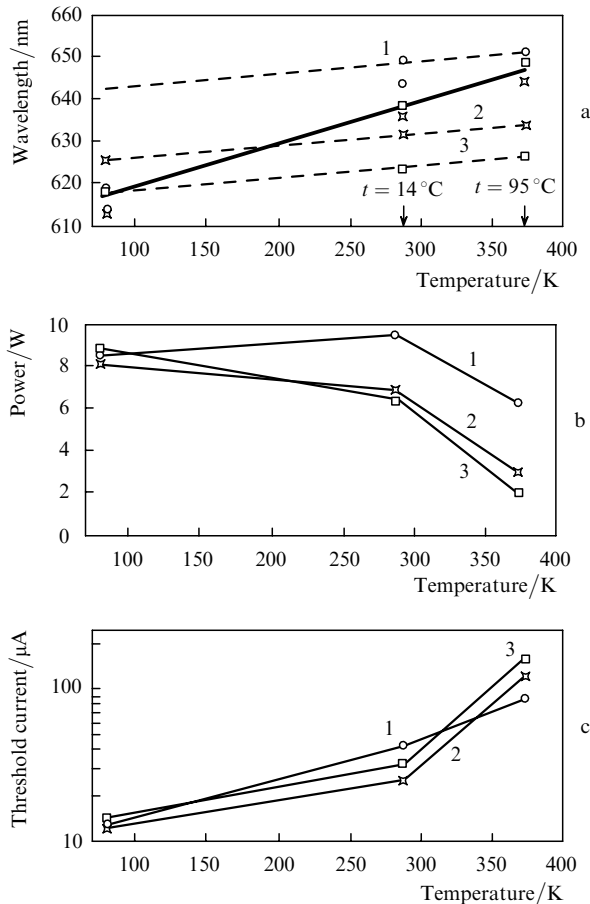 660
650
640
630
620
610
Wavelength/nm
1
2
3
t = 14 °C
t = 95 °C
a
100 150 200 250 300 350 400
Temperature/K
10
8
6
4
2
0
Power/W
1
2
3
b
100 150 200 250 300 350 400
Temperature/K
100
10
Threshold current/μA
1
3
2
c
100 150 200 250 300 350 400
Temperature/K